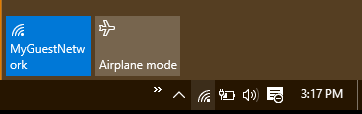 MyGuestNetw
ork
Airplane mode
3:17 PM